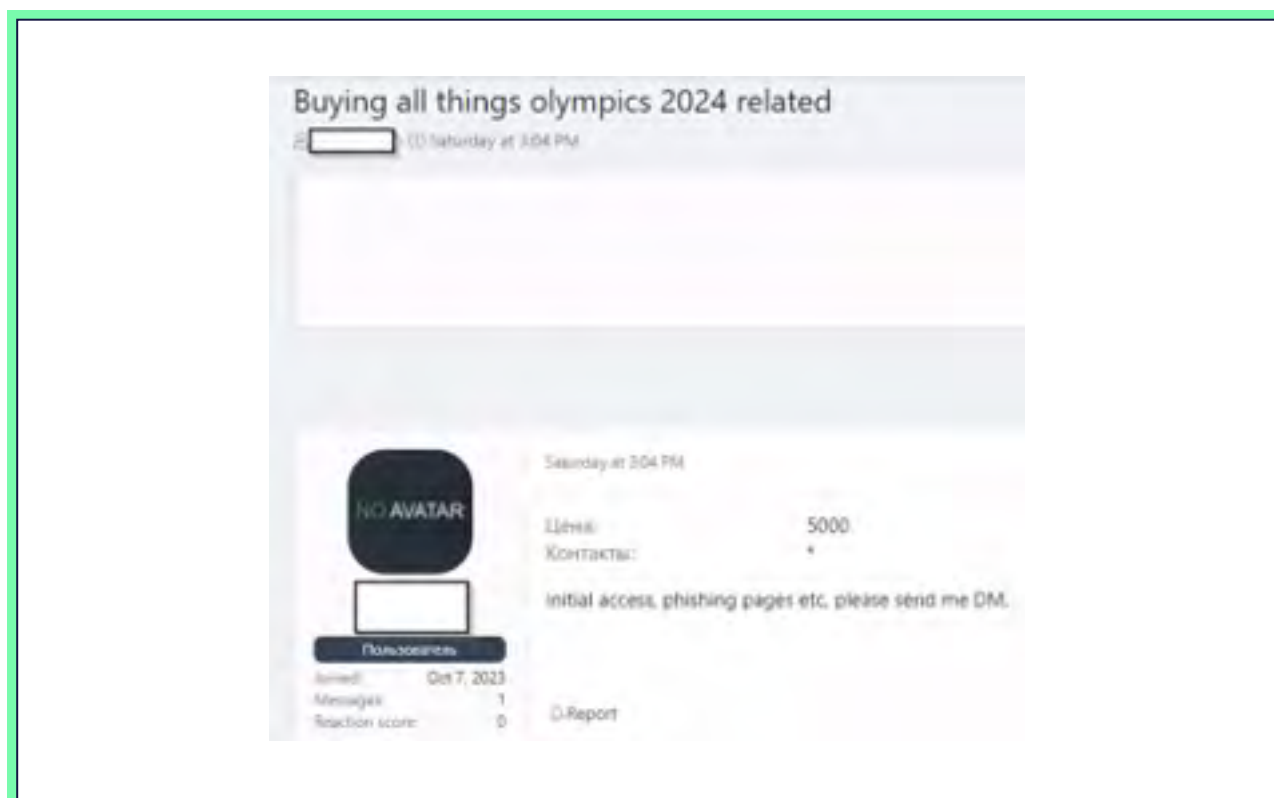 Buying all things olympics 2024 related
Saturday at 3:04 PM
Saturday at 3:04 PM
NO AVATAR
Цена: 5000
Контакты: *
Initial access, phishing pages etc, please send me DM.
Пользователь
Joined: Oct 7, 2023
Messages: 1
Reaction score: 0
Report